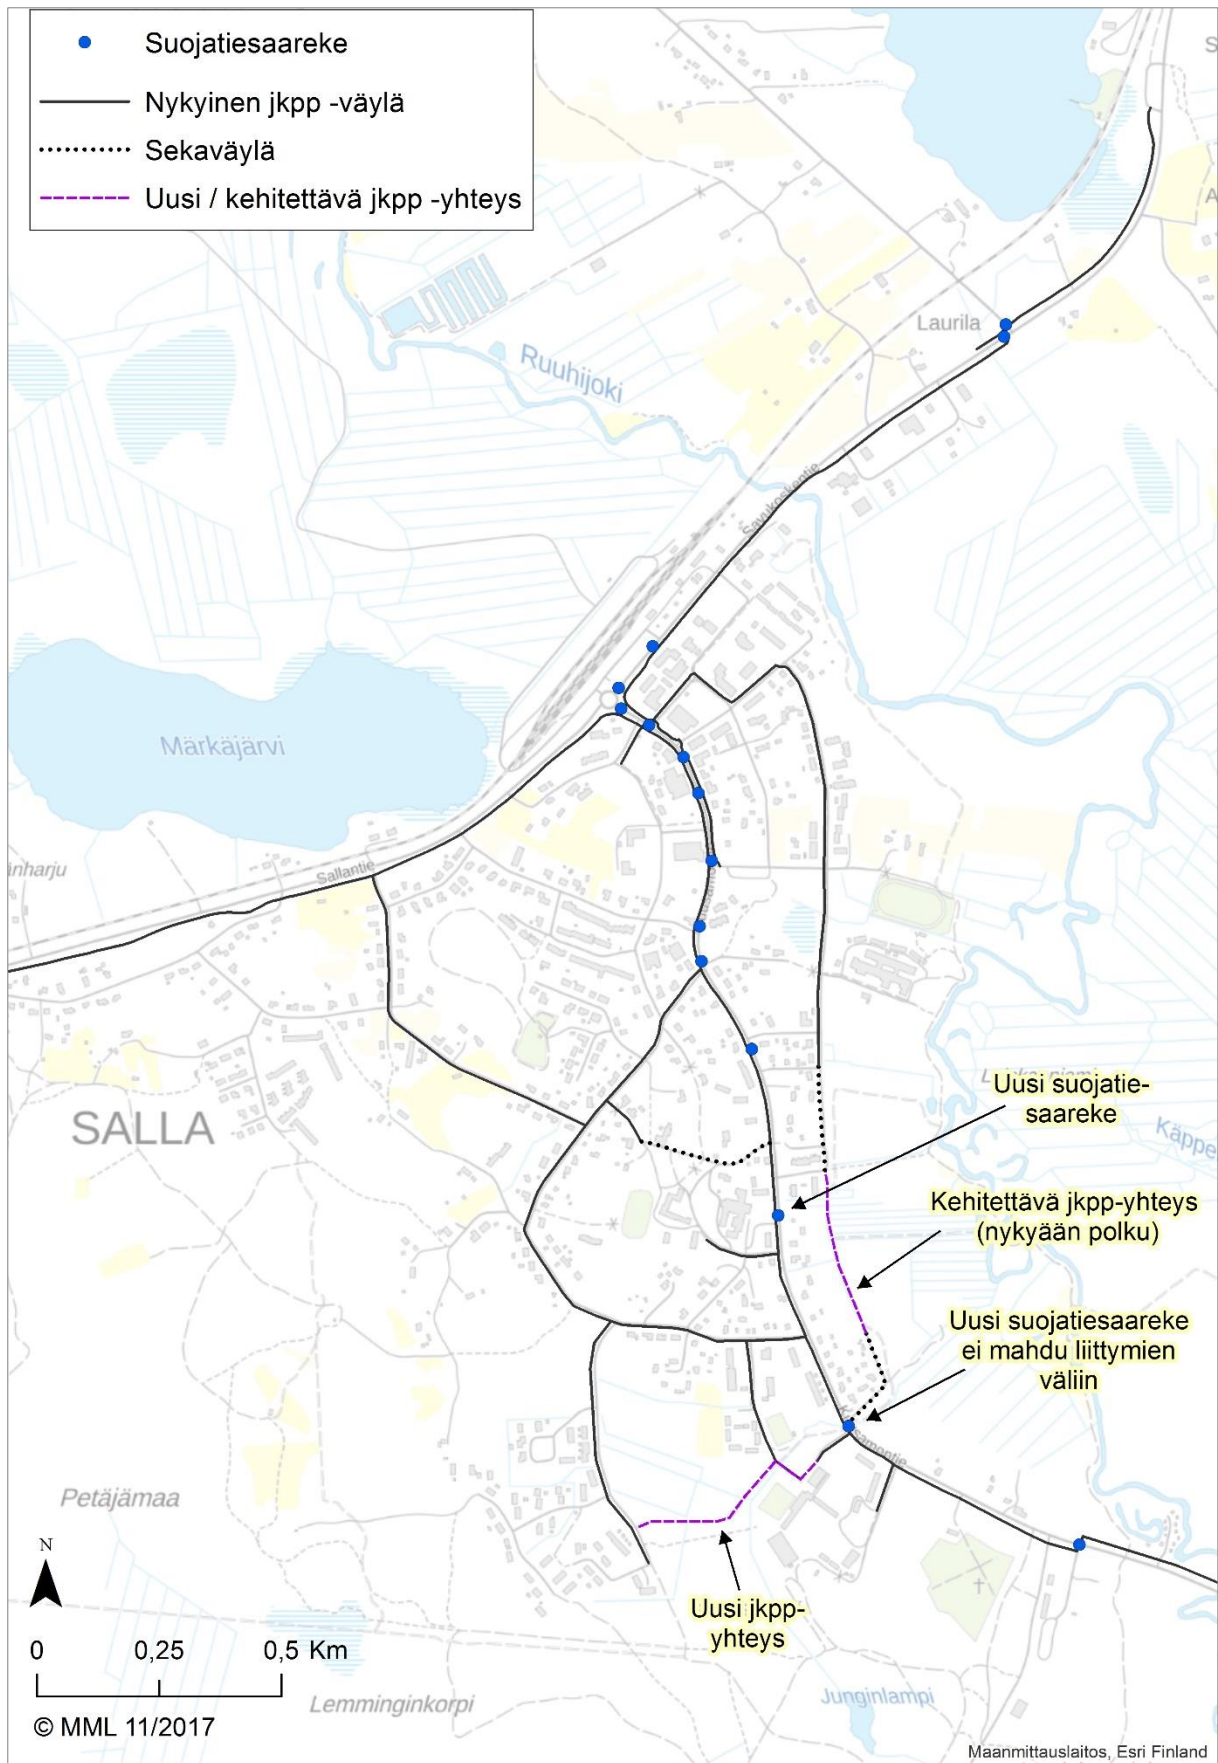 Suojatiesaareke
Nykyinen jkpp -väylä
Sekaväylä
Uusi / kehitettävä jkpp -yhteys
Laurila
Ruuhijoki
Savukoskentie
Märkäjärvi
Sallantie
SALLA
Uusi suojatie-
saareke
Käppe
Kehitettävä jkpp-yhteys
(nykyään polku)
Uusi suojatiesaareke
ei mahdu liittymien
väliin
Petäjämaa
Uusi jkpp-
yhteys
N
0 0,25 0,5 Km
Lemminginkorpi
Junginlampi
© MML 11/2017
Maanmittauslaitos, Esri Finland